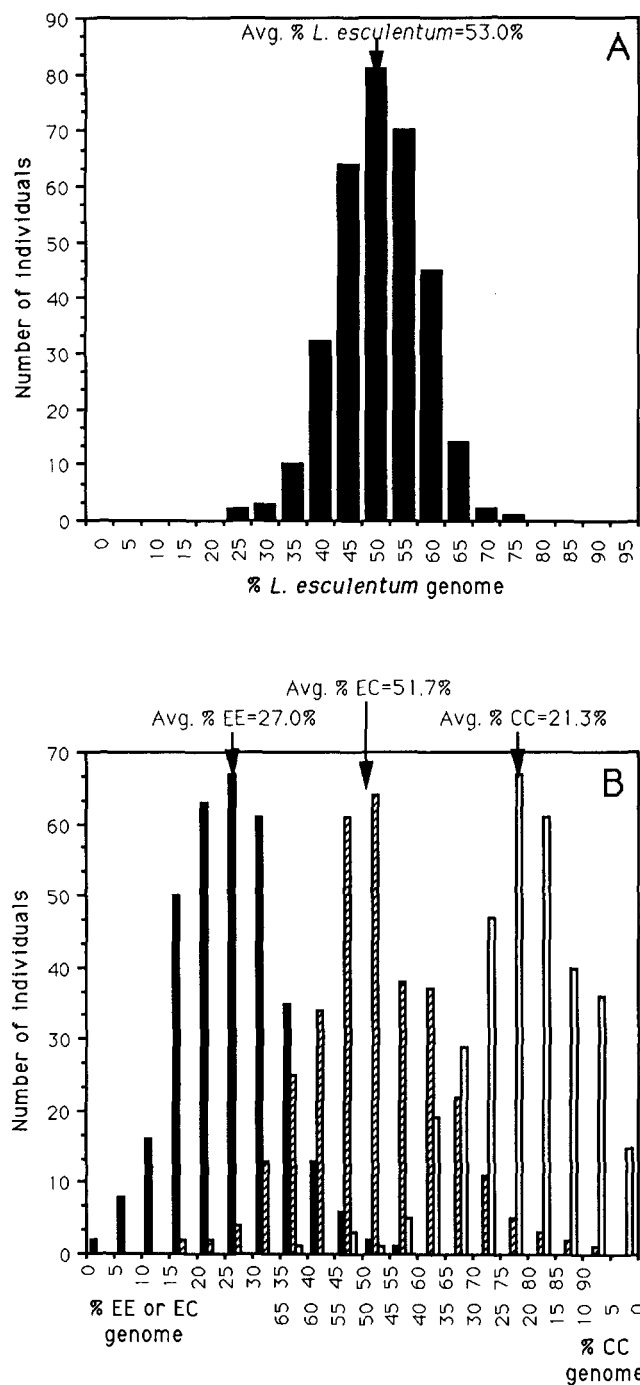 Avg. % L. esculentum=53.0%
A
90
80
70
60
50
40
30
20
10
0
Number of individuals
0 5 10 15 20 25 30 35 40 45 50 55 60 65 70 75 80 85 90 95
% L. esculentum genome
Avg. % EC=51.7%
Avg. % EE=27.0%
Avg. % CC=21.3%
B
70
60
50
40
30
20
10
0
Number of individuals
0 5 10 15 20 25 30 35 40 45 50 55 60 65 70 75 80 85 90
65 60 55 50 45 40 35 30 25 20 15 10 5 0
% EE or EC
genome
% CC
genome